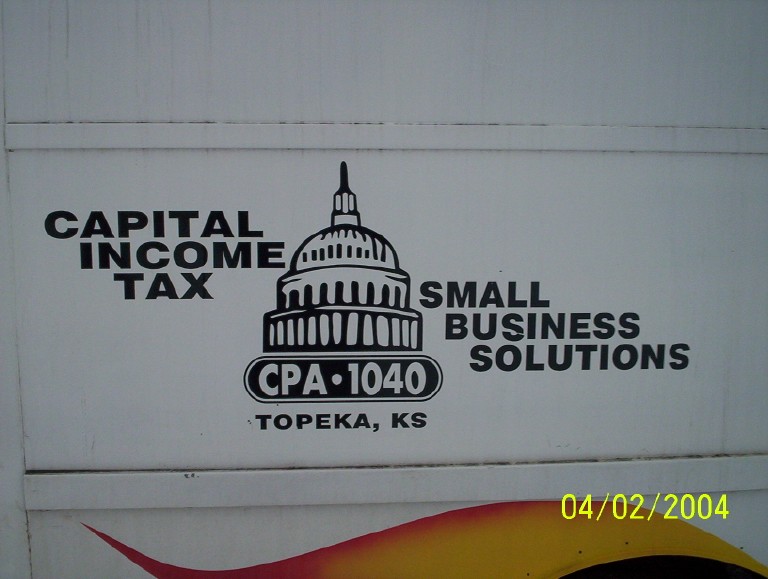 CAPITAL
INCOME
TAX
SMALL
BUSINESS
SOLUTIONS
CPA·1040
TOPEKA, KS
04/02/2004